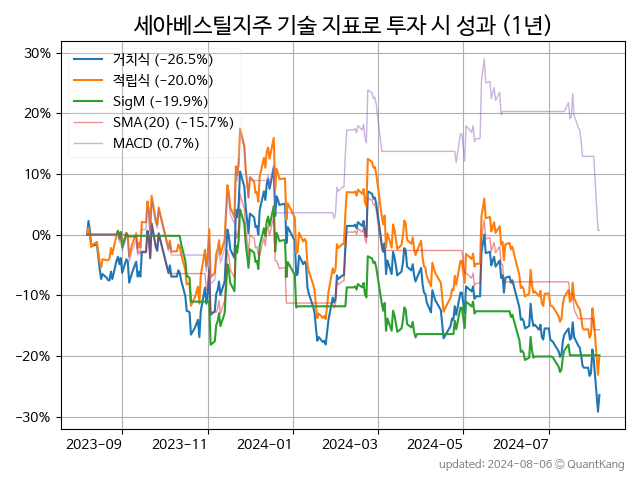 세아베스틸지주 기술 지표로 투자 시 성과 (1년)
30%
20%
10%
0%
−10%
−20%
−30%
거치식 (−26.5%)
적립식 (−20.0%)
SigM (−19.9%)
SMA(20) (−15.7%)
MACD (0.7%)
2023-09 2023-11 2024-01 2024-03 2024-05 2024-07
updated: 2024-08-06 © QuantKang